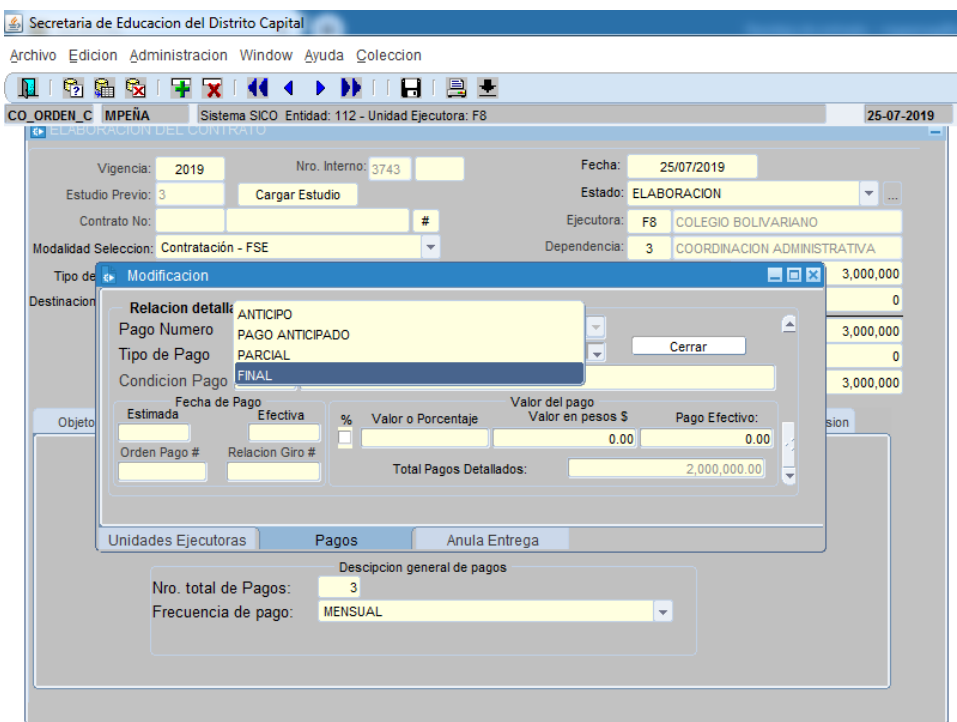 Secretaria de Educacion del Distrito Capital
Archivo Edicion Administracion Window Ayuda Coleccion
CO_ORDEN_C MPEÑA Sistema SICO Entidad: 112 - Unidad Ejecutora: F8 25-07-2019
ELABORACION DEL CONTRATO
Vigencia: 2019 Nro. Interno: 3743 Fecha: 25/07/2019
Estudio Previo: 3 Cargar Estudio Estado: ELABORACION ...
Contrato No: # Ejecutora: F8 COLEGIO BOLIVARIANO
Modalidad Seleccion: Contratación - FSE Dependencia: 3 COORDINACION ADMINISTRATIVA
Tipo de Modificacion 3,000,000
Destinacion 0
Relacion detalla ANTICIPO
Pago Numero PAGO ANTICIPADO 3,000,000
Tipo de Pago PARCIAL Cerrar 0
Condicion Pago FINAL 3,000,000
Fecha de Pago Valor del pago
Objeto Estimada Efectiva % Valor o Porcentaje Valor en pesos $ Pago Efectivo: sion
0.00 0.00
Orden Pago # Relacion Giro #
Total Pagos Detallados: 2,000,000.00
Unidades Ejecutoras Pagos Anula Entrega
Descipcion general de pagos
Nro. total de Pagos: 3
Frecuencia de pago: MENSUAL